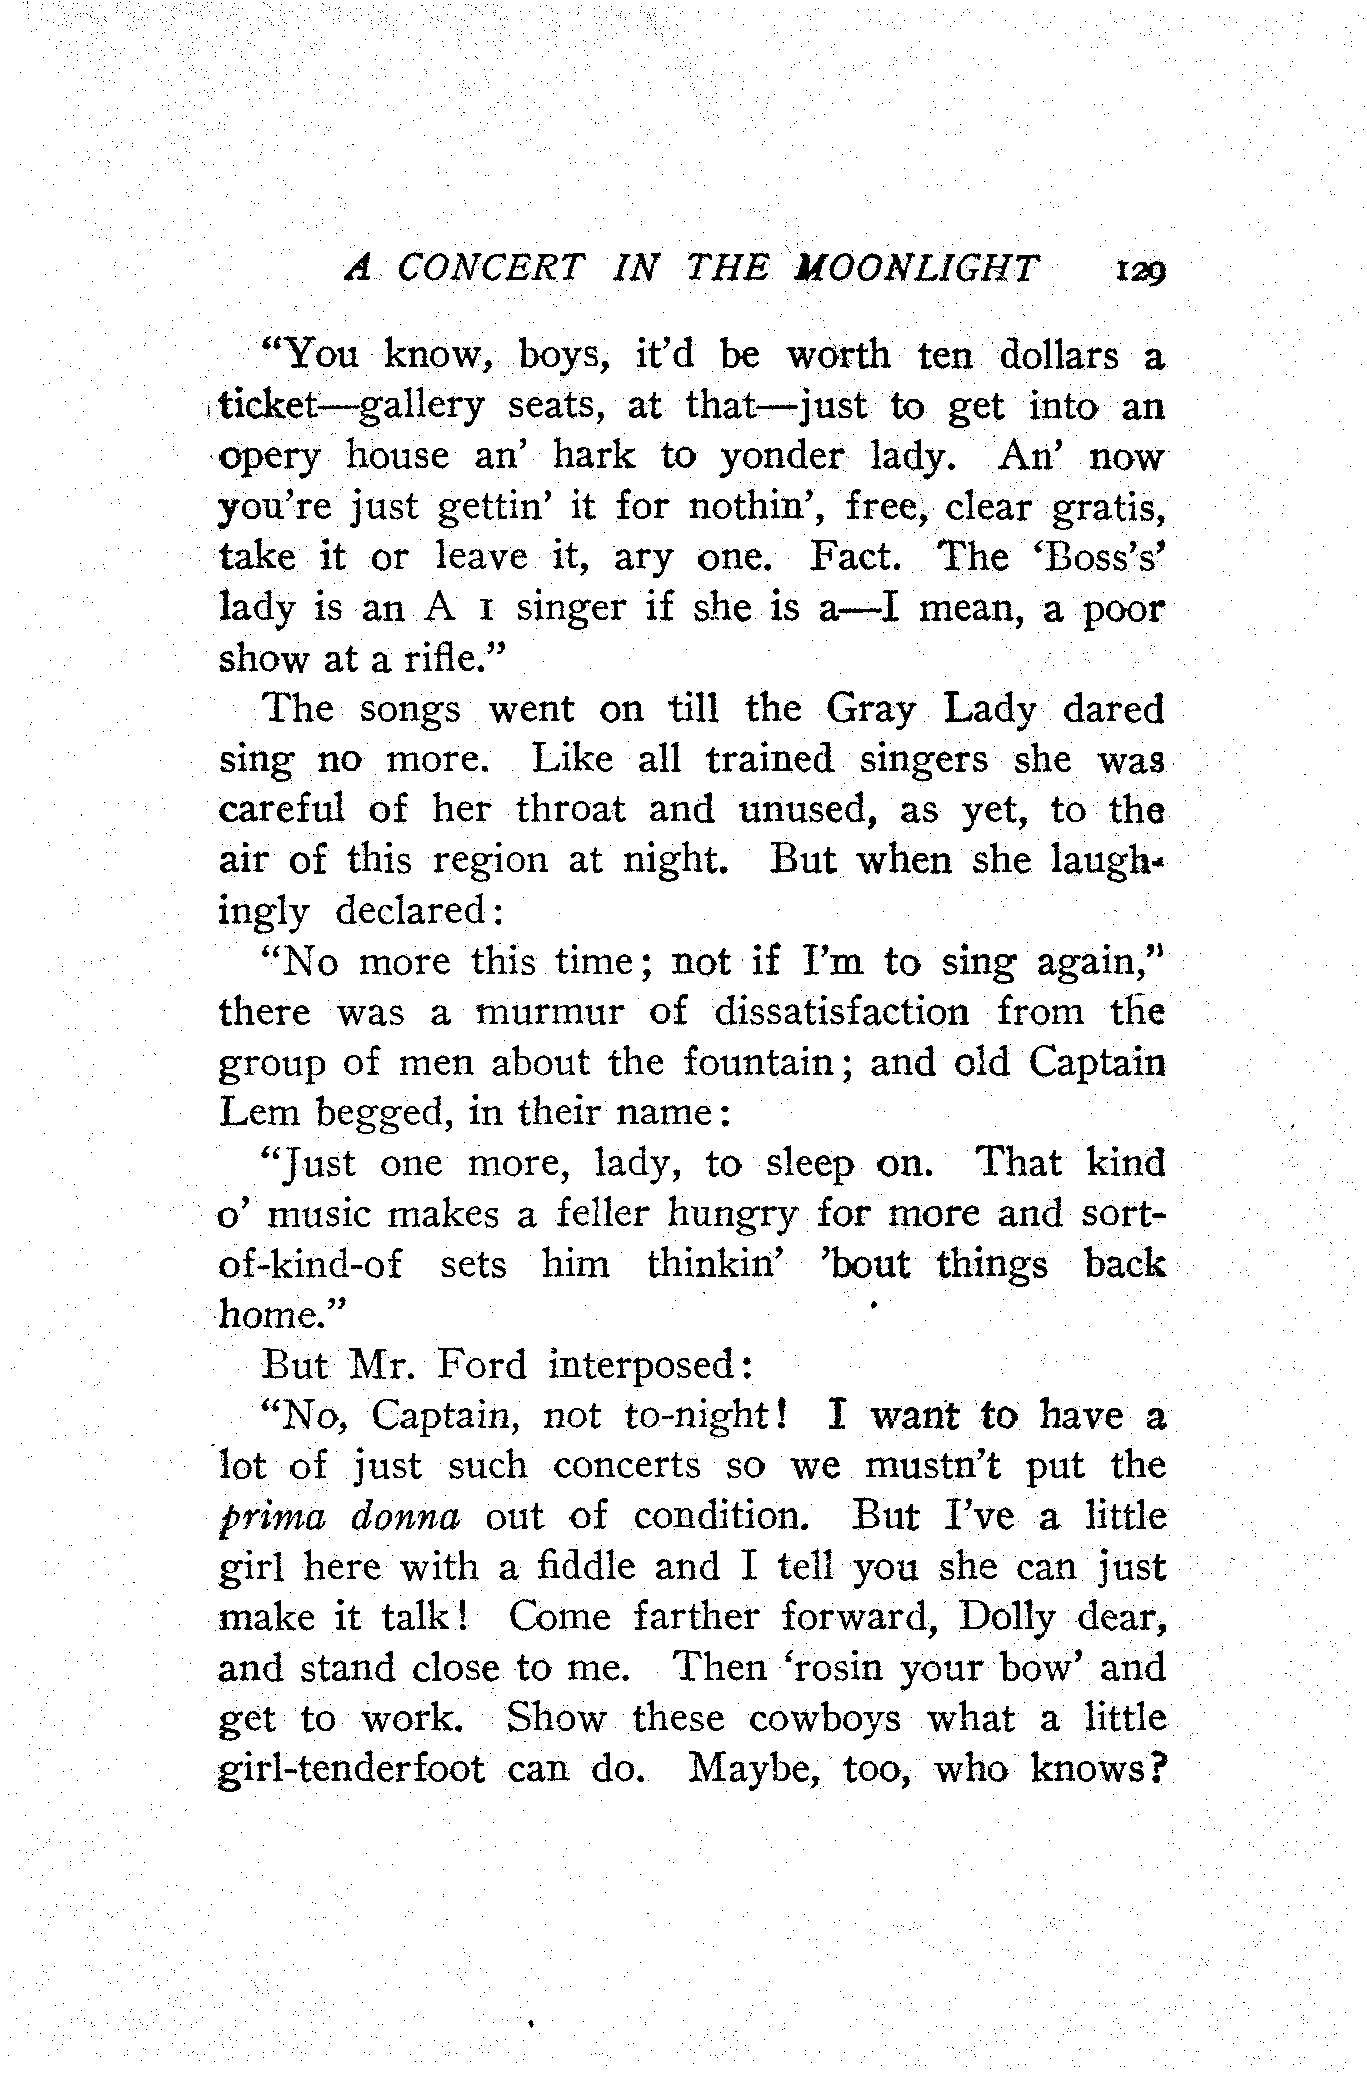 A CONCERT IN THE MOONLIGHT 129
"You know, boys, it'd be worth ten dollars a
ticket—gallery seats, at that—just to get into an
opery house an' hark to yonder lady. An' now
you're just gettin' it for nothin', free, clear gratis,
take it or leave it, ary one. Fact. The 'Boss's'
lady is an A 1 singer if she is a—I mean, a poor
show at a rifle."
The songs went on till the Gray Lady dared
sing no more. Like all trained singers she was
careful of her throat and unused, as yet, to the
air of this region at night. But when she laugh-
ingly declared:
"No more this time; not if I'm to sing again,"
there was a murmur of dissatisfaction from the
group of men about the fountain; and old Captain
Lem begged, in their name:
"Just one more, lady, to sleep on. That kind
o' music makes a feller hungry for more and sort-
of-kind-of sets him thinkin' 'bout things back
home."
But Mr. Ford interposed:
"No, Captain, not to-night! I want to have a
lot of just such concerts so we mustn't put the
prima donna out of condition. But I've a little
girl here with a fiddle and I tell you she can just
make it talk! Come farther forward, Dolly dear,
and stand close to me. Then 'rosin your bow' and
get to work. Show these cowboys what a little
girl-tenderfoot can do. Maybe, too, who knows?